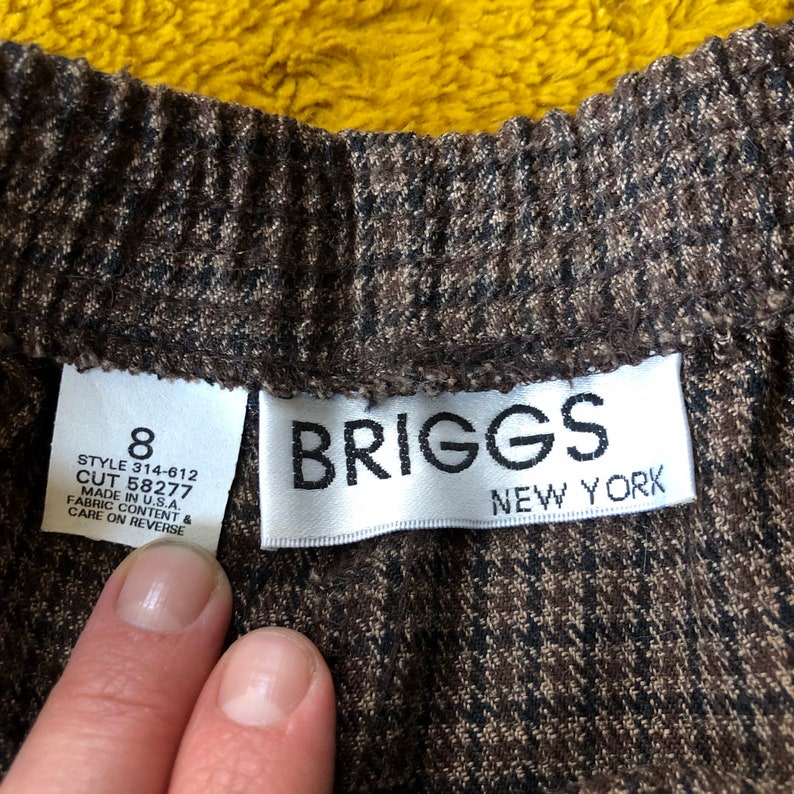 8
STYLE 314-612
CUT 58277
MADE IN U.S.A.
FABRIC CONTENT &
CARE ON REVERSE
BRIGGS
NEW YORK